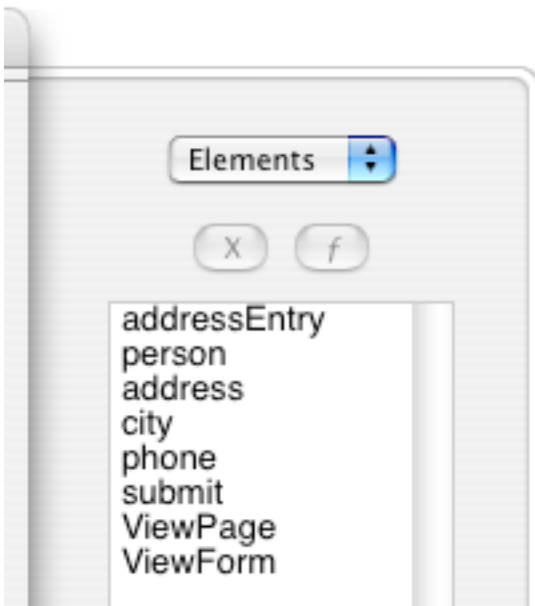 Elements
X f
addressEntry
person
address
city
phone
submit
ViewPage
ViewForm